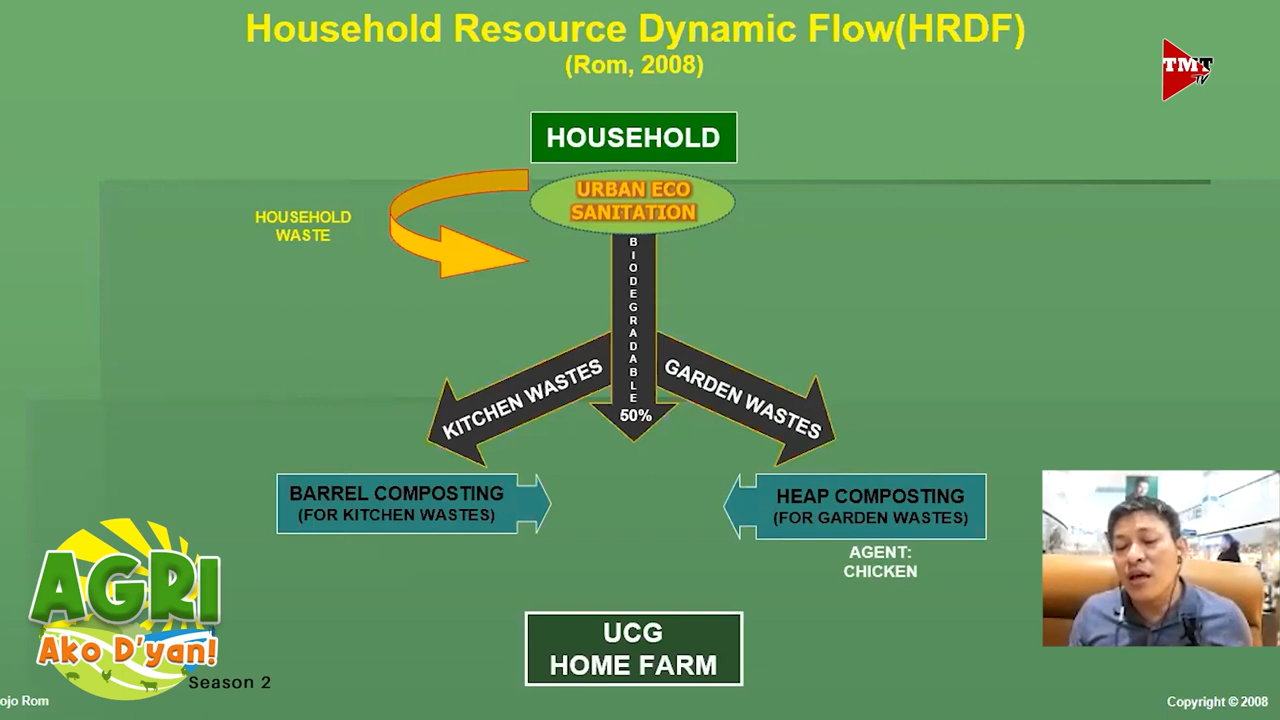 Household Resource Dynamic Flow(HRDF)
(Rom, 2008)
TMT
TV
HOUSEHOLD
URBAN ECO
SANITATION
HOUSEHOLD
WASTE
BIODEGRADABLE
50%
KITCHEN WASTES
GARDEN WASTES
BARREL COMPOSTING
(FOR KITCHEN WASTES)
HEAP COMPOSTING
(FOR GARDEN WASTES)
AGENT:
CHICKEN
AGRI
Ako D'yan!
Season 2
UCG
HOME FARM
ojo Rom
Copyright © 2008